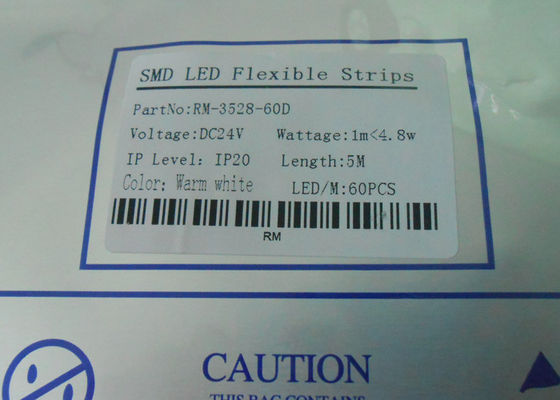 SMD LED Flexible Strips
PartNo:RM-3528-60D
Voltage:DC24V Wattage:1m<4.8w
IP Level: IP20 Length:5M
Color: Warm white LED/M:60PCS
RM
CAUTION
THIS BAG CONTAINS